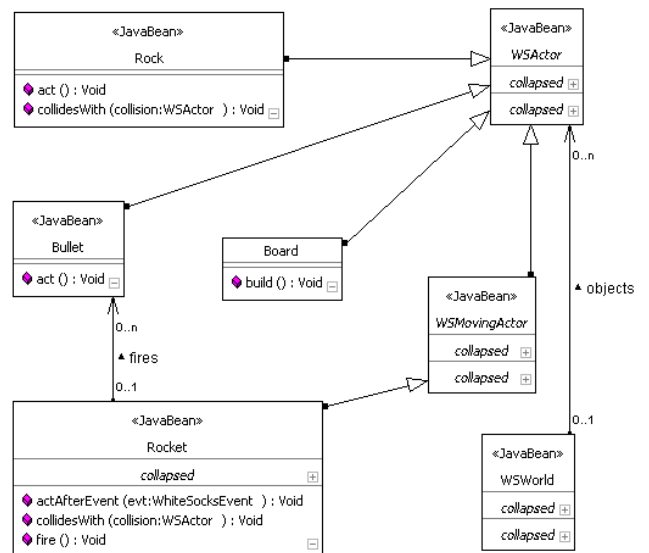 «JavaBean»
Rock
act () : Void
collidesWith (collision:WSActor ) : Void
«JavaBean»
WSActor
collapsed
collapsed
0..n
«JavaBean»
Bullet
act () : Void
Board
build () : Void
«JavaBean»
WSMovingActor
collapsed
collapsed
objects
0..n
fires
0..1
«JavaBean»
Rocket
collapsed
actAfterEvent (evt:WhiteSocksEvent ) : Void
collidesWith (collision:WSActor ) : Void
fire () : Void
0..1
«JavaBean»
WSWorld
collapsed
collapsed